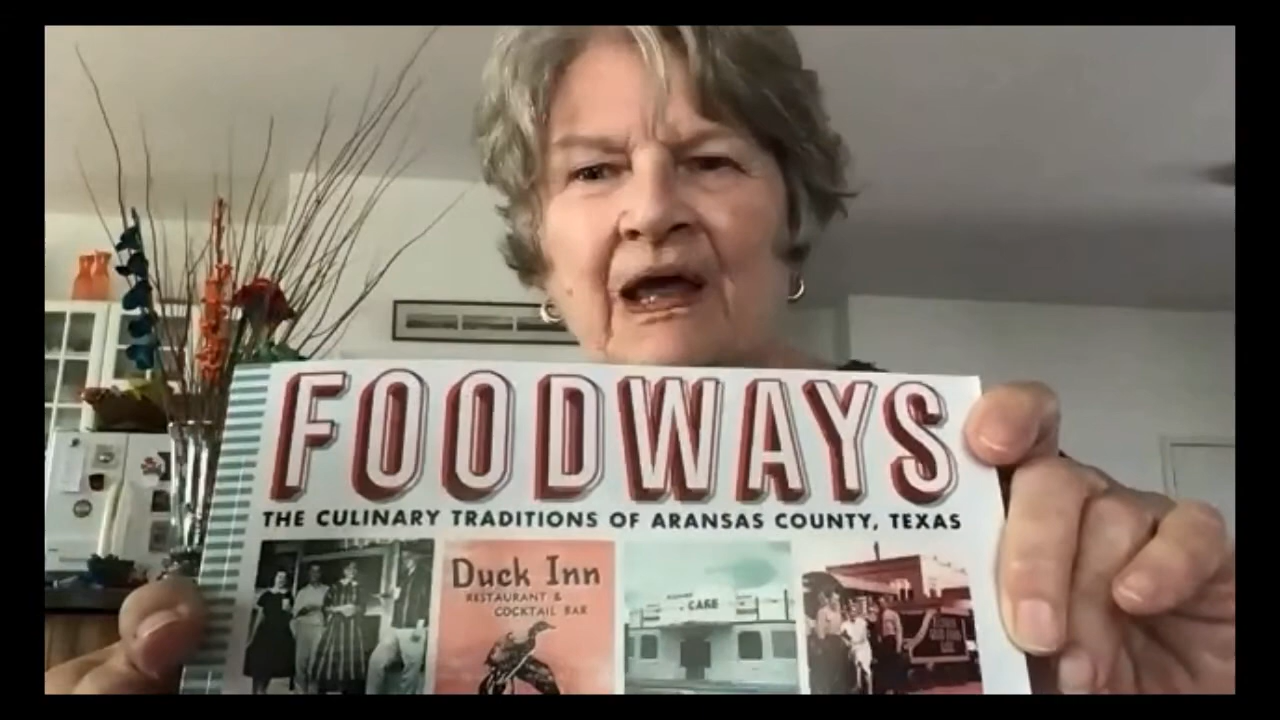 FOODWAYS
THE CULINARY TRADITIONS OF ARANSAS COUNTY, TEXAS
Duck Inn
RESTAURANT &
COCKTAIL BAR
CAFE